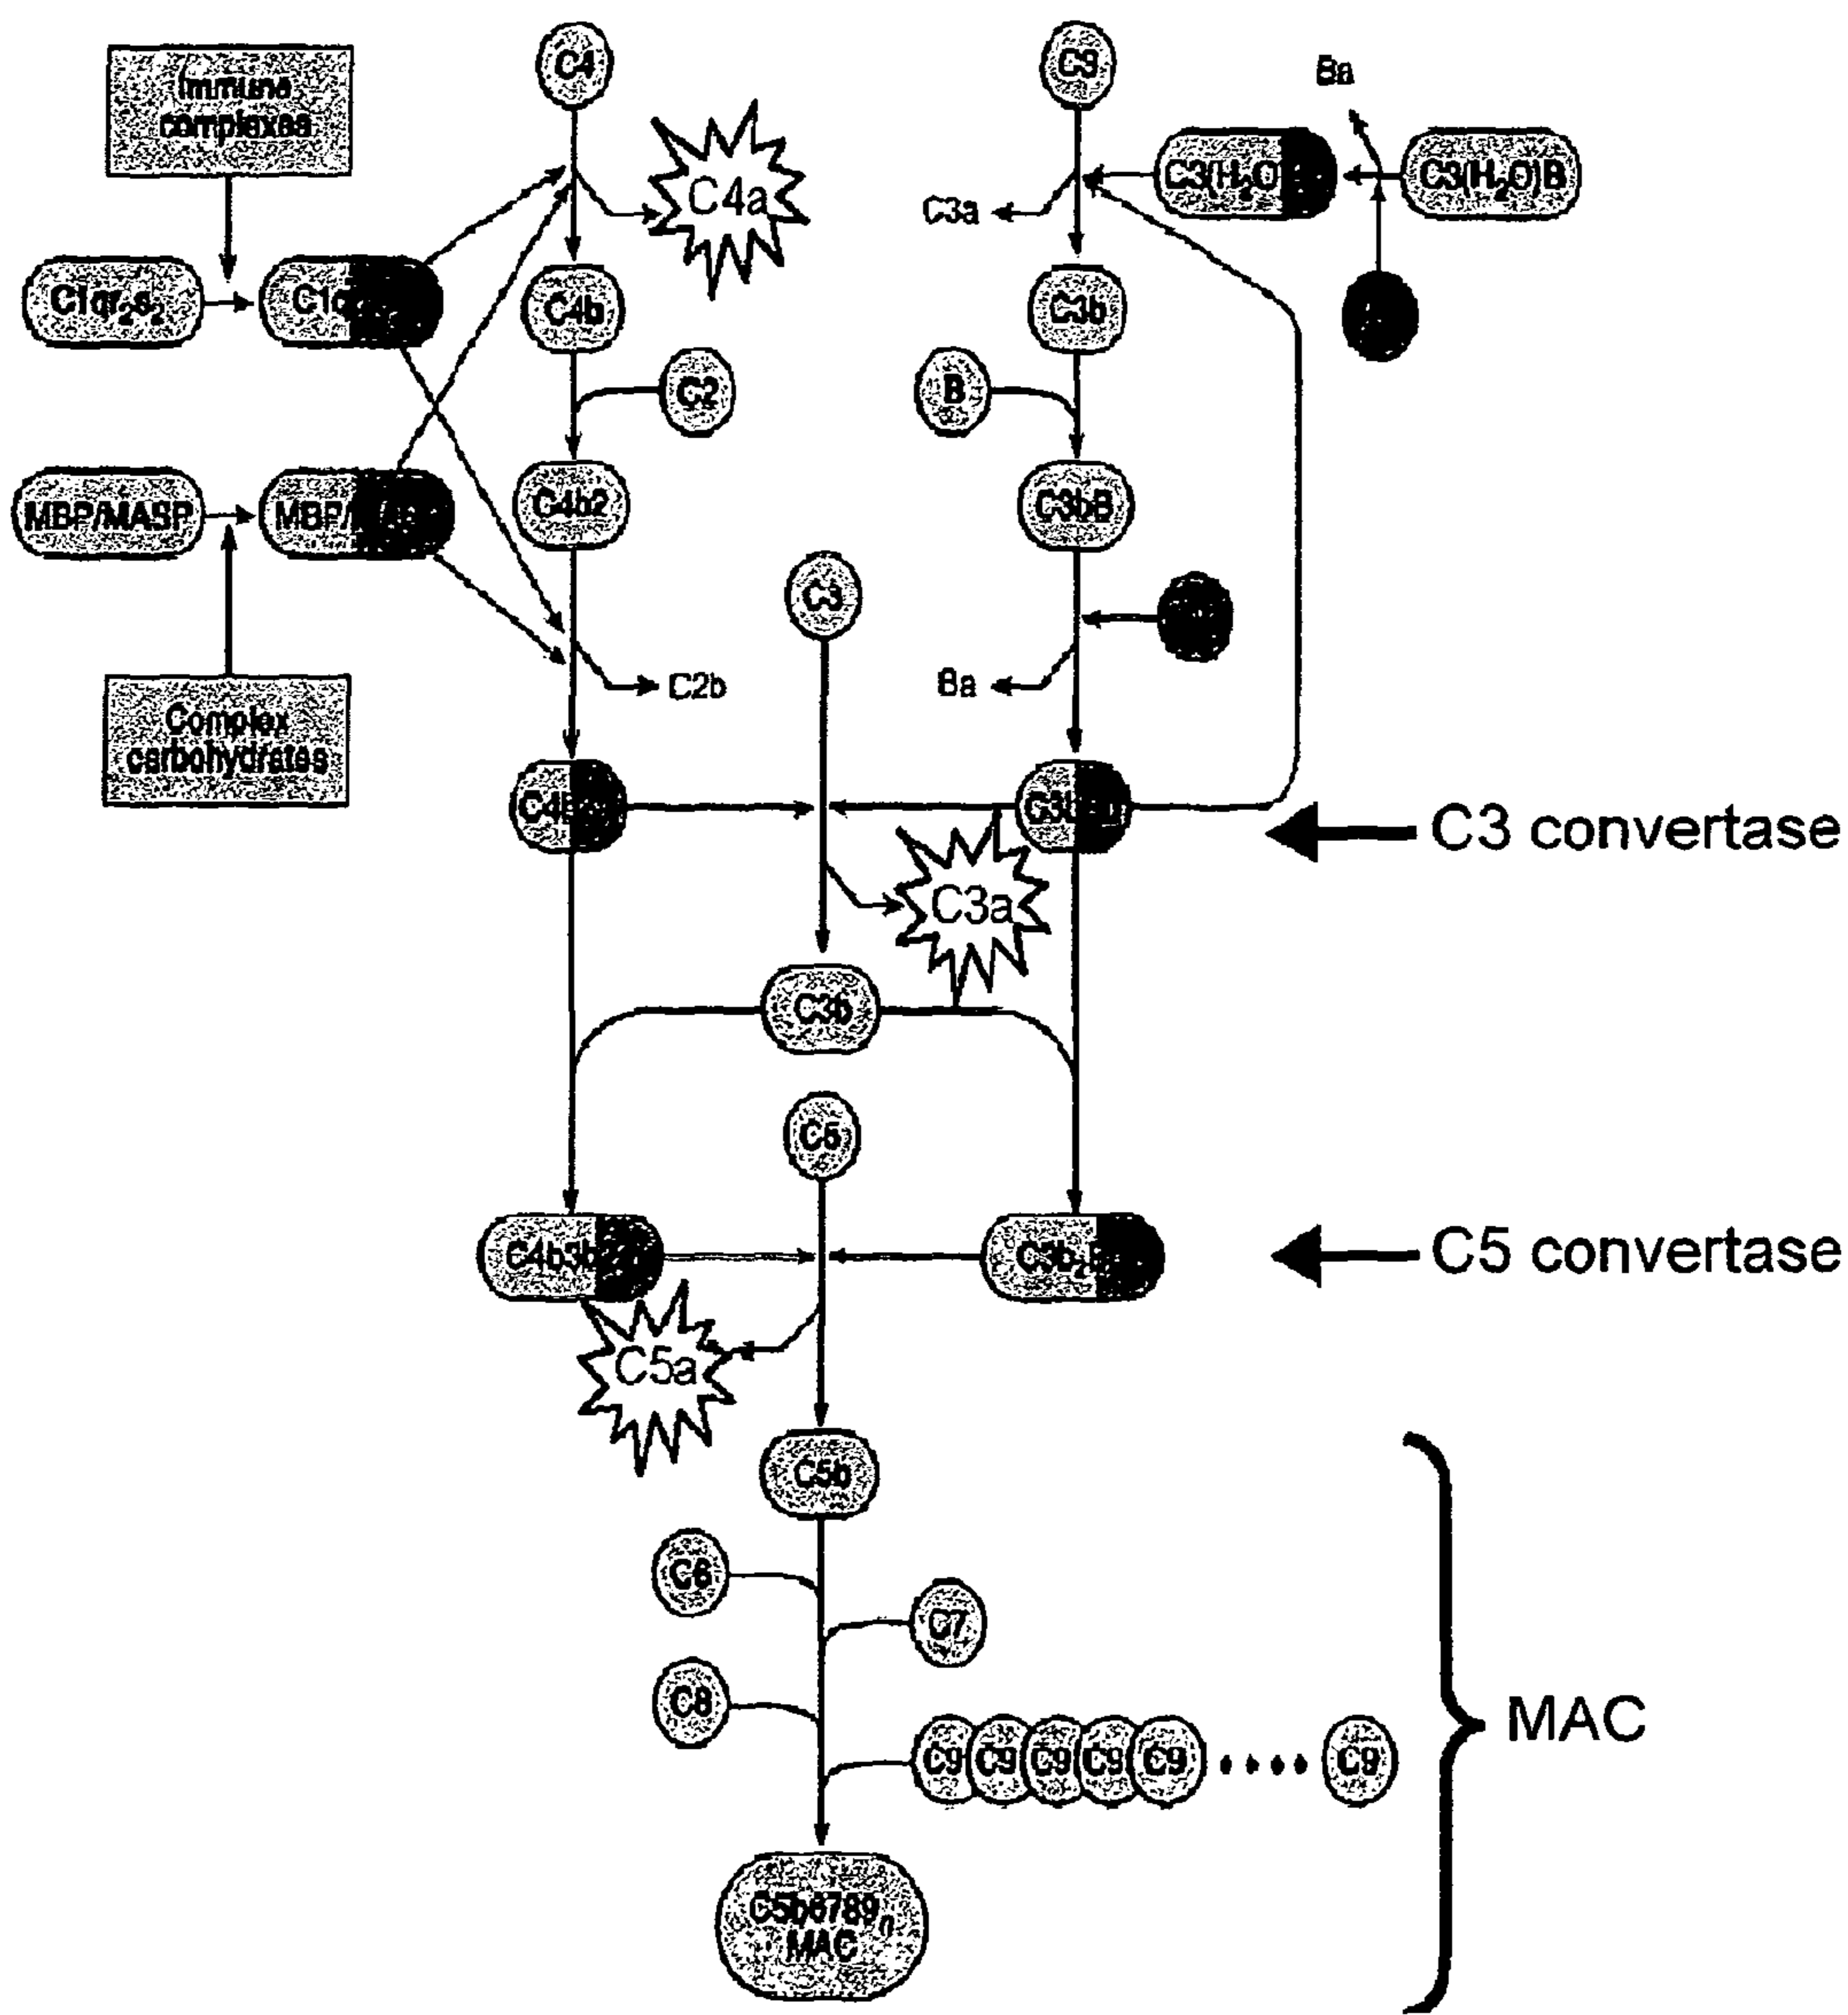 Immune
complexes
C4
C3
Ba
C4a
C3a
C3(H2O)
C3(H2O)B
C1qr2s2
C4b
C3b
C2
B
MBP/MASP
C4b2
C3bB
C3
C2b
Ba
Complex
carbohydrates
C3 convertase
C3a
C3b
C5
C4b3b
C5 convertase
C5a
C5b
C6
C7
C8
C9 C9 C9 C9 C9 •••• C9
MAC
C5b6789n
MAC